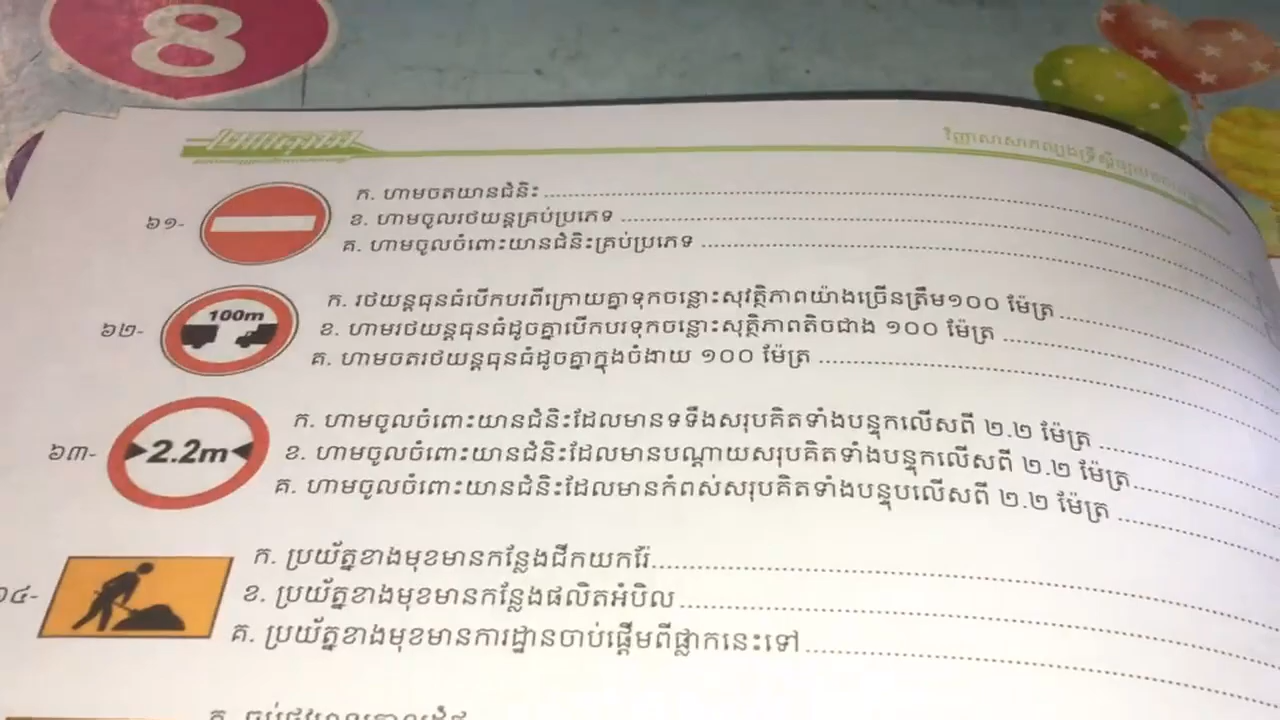 8
៦១-
ក. ហាមចតយានជំនិះ
ខ. ហាមចូលរថយន្តគ្រប់ប្រភេទ
គ. ហាមចូលចំពោះយានជំនិះគ្រប់ប្រភេទ
៦២-
100m
ក. រថយន្តធុនធំបើកបរពីក្រោយគ្នាទុកចន្លោះសុវត្ថិភាពយ៉ាងច្រើនត្រឹម១០០ ម៉ែត្រ
ខ. ហាមរថយន្តធុនធំដូចគ្នាបើកបរទុកចន្លោះសុត្ថិភាពតិចជាង ១០០ ម៉ែត្រ
គ. ហាមចតរថយន្តធុនធំដូចគ្នាក្នុងចំងាយ ១០០ ម៉ែត្រ
៦៣-
2.2m
ក. ហាមចូលចំពោះយានជំនិះដែលមានទទឹងសរុបគិតទាំងបន្ទុកលើសពី ២.២ ម៉ែត្រ
ខ. ហាមចូលចំពោះយានជំនិះដែលមានបណ្តាយសរុបគិតទាំងបន្ទុកលើសពី ២.២ ម៉ែត្រ
គ. ហាមចូលចំពោះយានជំនិះដែលមានកំពស់សរុបគិតទាំងបន្ទុបលើសពី ២.២ ម៉ែត្រ
៦៤-
ក. ប្រយ័ត្នខាងមុខមានកន្លែងជីកយករ៉ែ
ខ. ប្រយ័ត្នខាងមុខមានកន្លែងផលិតអំបិល
គ. ប្រយ័ត្នខាងមុខមានការដ្ឋានចាប់ផ្តើមពីផ្លាកនេះទៅ